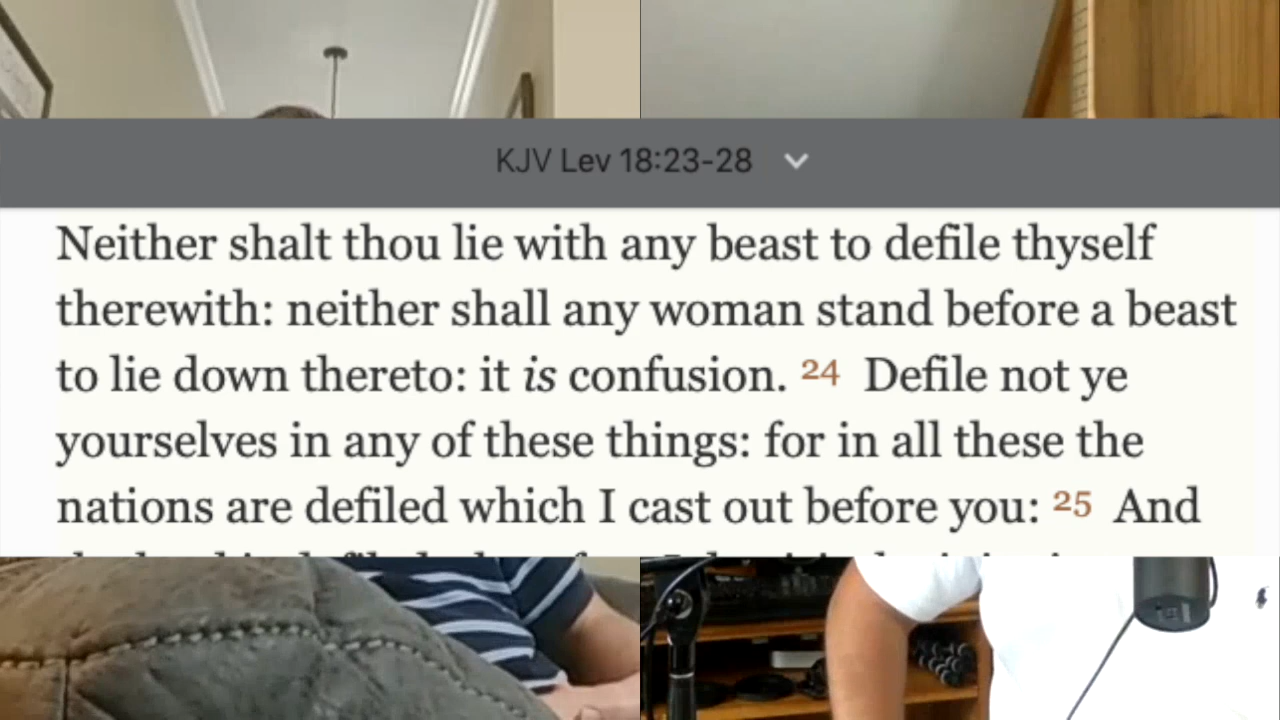 KJV Lev 18:23-28
Neither shalt thou lie with any beast to defile thyself
therewith: neither shall any woman stand before a beast
to lie down thereto: it is confusion. 24 Defile not ye
yourselves in any of these things: for in all these the
nations are defiled which I cast out before you: 25 And